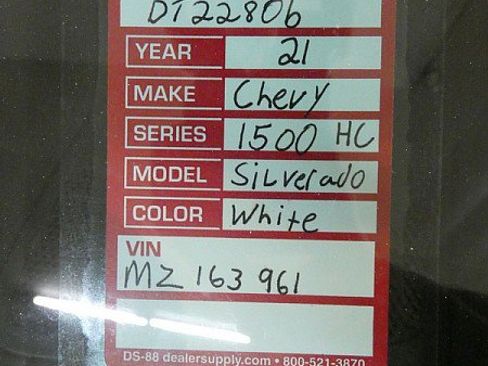 DT22806
YEAR 21
MAKE Chevy
SERIES 1500 HC
MODEL Silverado
COLOR White
VIN
MZ 163 961
DS-88 dealersupply.com • 800-521-3870